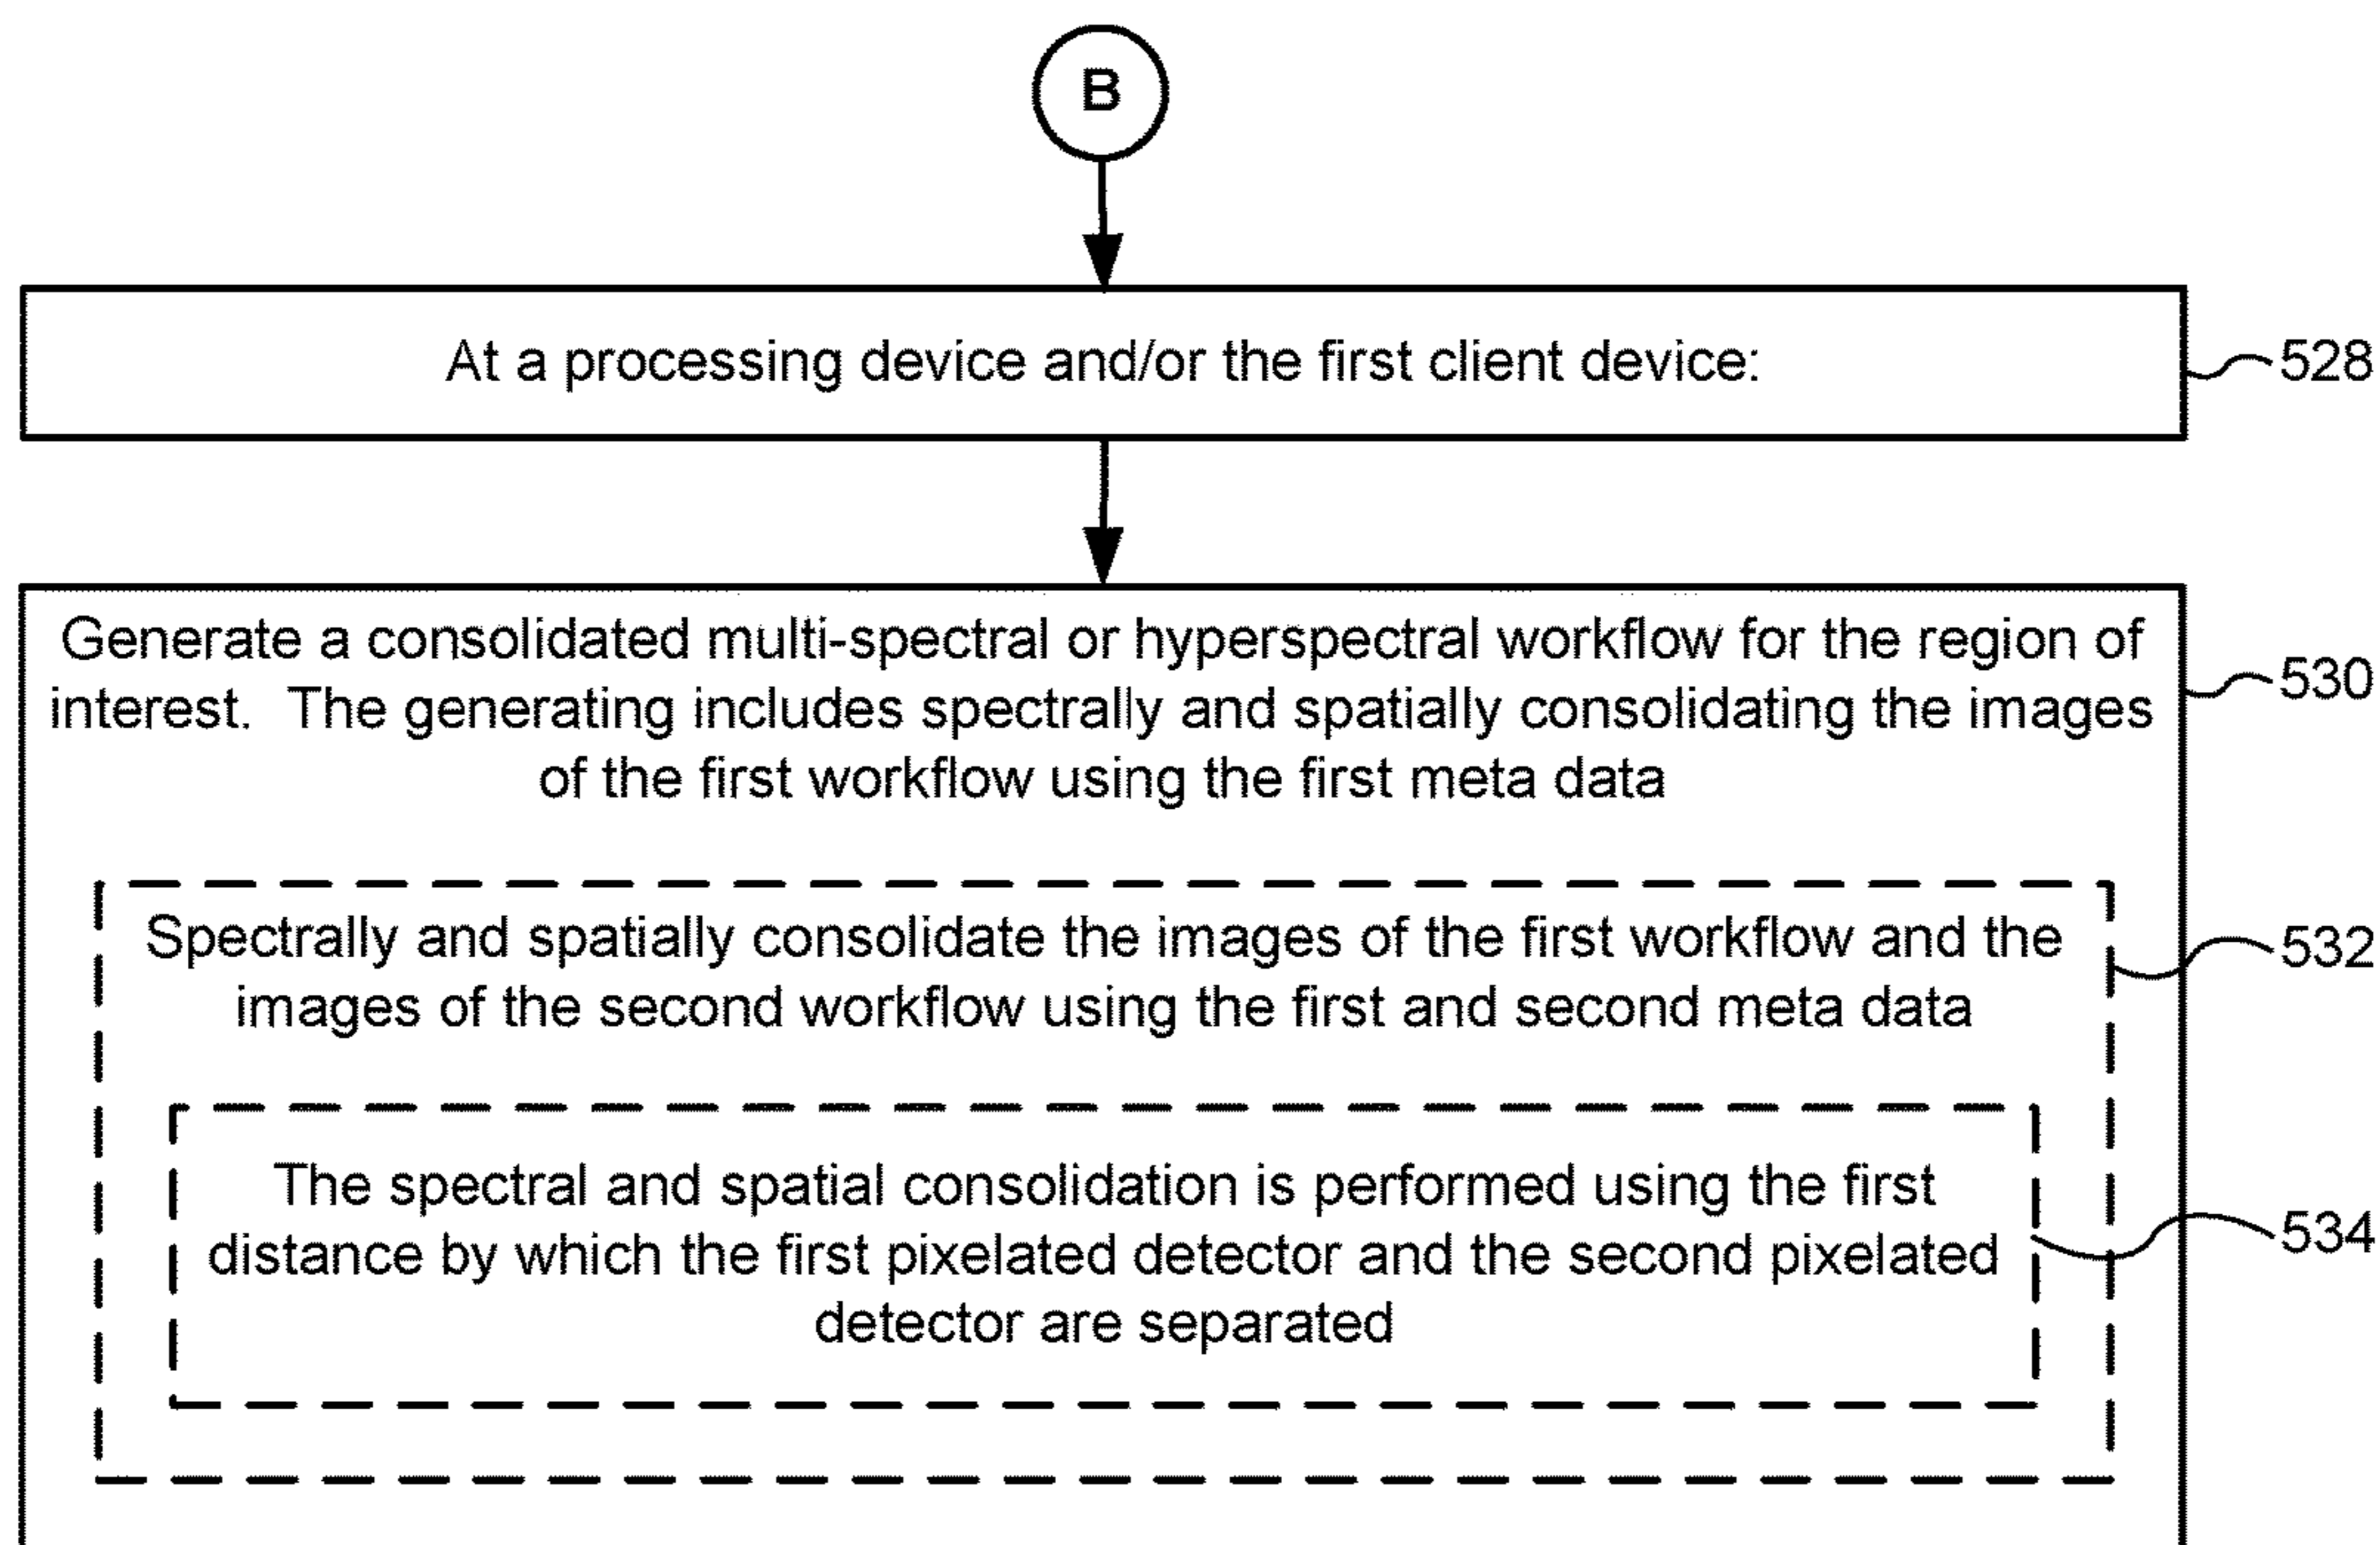 B
At a processing device and/or the first client device:
528
Generate a consolidated multi-spectral or hyperspectral workflow for the region of
530
interest.  The generating includes spectrally and spatially consolidating the images
of the first workflow using the first meta data
Spectrally and spatially consolidate the images of the first workflow and the
532
images of the second workflow using the first and second meta data
The spectral and spatial consolidation is performed using the first
distance by which the first pixelated detector and the second pixelated
534
detector are separated